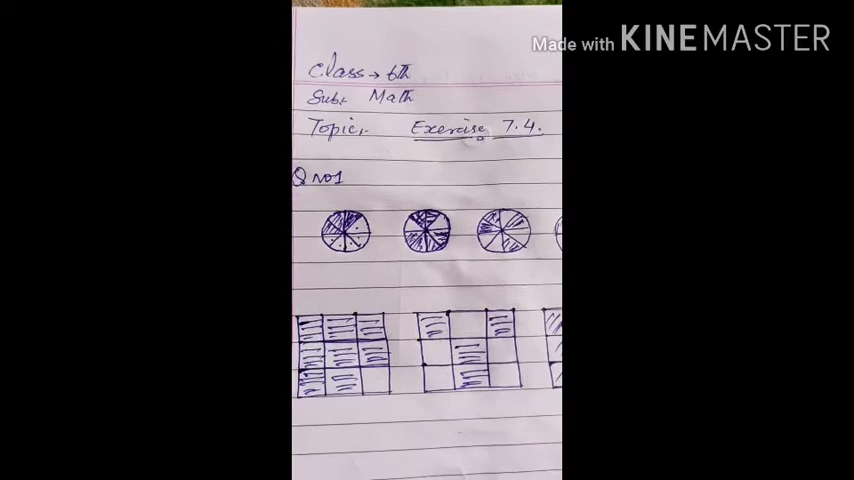 Made with KINEMASTER
Class → 6th
Sub:- Math
Topic:- Exercise 7.4.
Q NO1